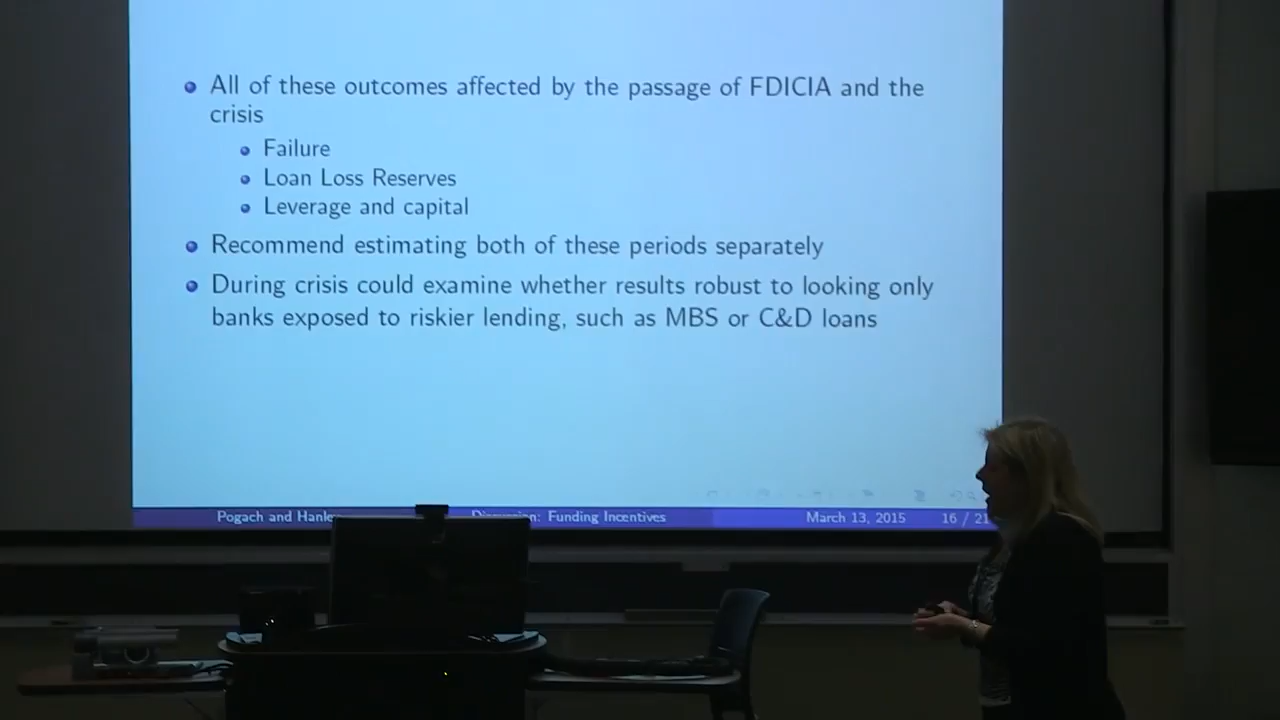 All of these outcomes affected by the passage of FDICIA and the
crisis
Failure
Loan Loss Reserves
Leverage and capital
Recommend estimating both of these periods separately
During crisis could examine whether results robust to looking only
banks exposed to riskier lending, such as MBS or C&D loans
Pogach and Funding Incentives March 13, 2015 16 / 21